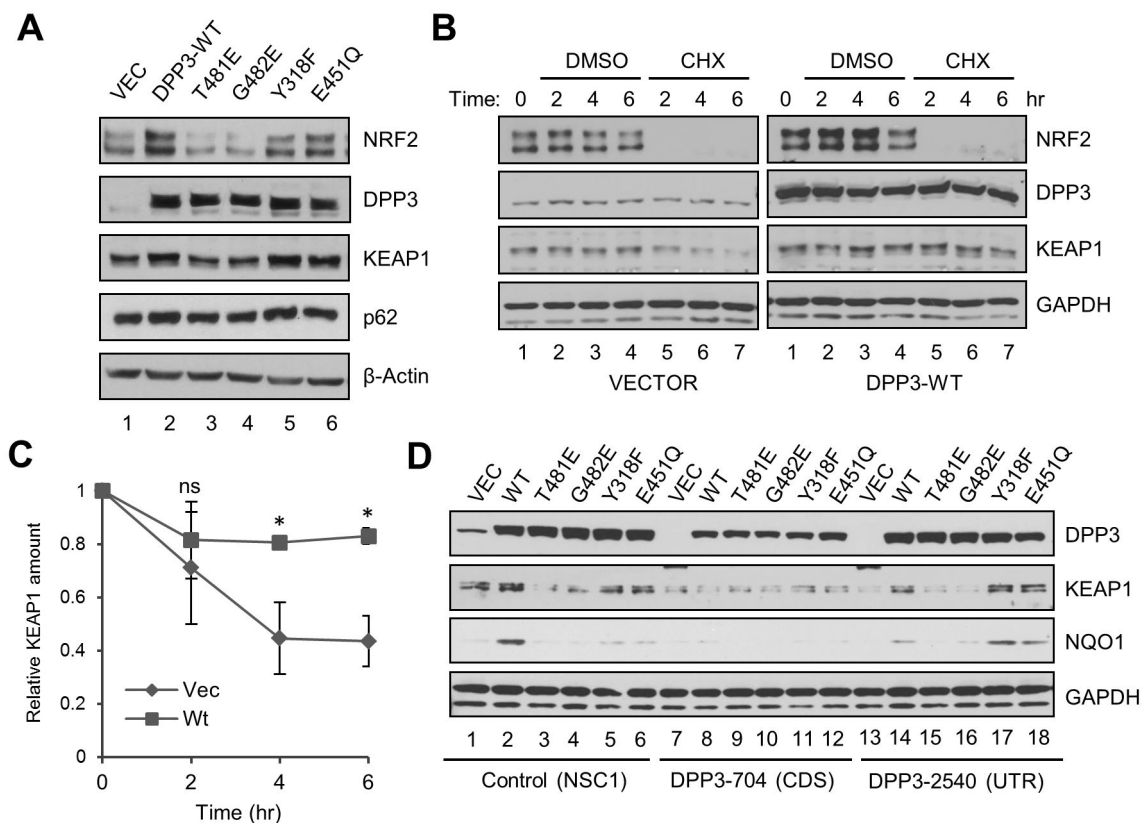 A
VEC DPP3-WT T481E G482E Y318F E451Q
NRF2
DPP3
KEAP1
p62
β-Actin
1 2 3 4 5 6
B
DMSO CHX DMSO CHX
Time: 0 2 4 6 2 4 6 0 2 4 6 2 4 6 hr
NRF2
DPP3
KEAP1
GAPDH
1 2 3 4 5 6 7 1 2 3 4 5 6 7
VECTOR DPP3-WT
C
Relative KEAP1 amount
1
0.8
0.6
0.4
0.2
0
ns * *
Vec
Wt
0 2 4 6
Time (hr)
D
VEC WT T481E G482E Y318F E451Q VEC WT T481E G482E Y318F E451Q VEC WT T481E G482E Y318F E451Q
DPP3
KEAP1
NQO1
GAPDH
1 2 3 4 5 6 7 8 9 10 11 12 13 14 15 16 17 18
Control (NSC1) DPP3-704 (CDS) DPP3-2540 (UTR)